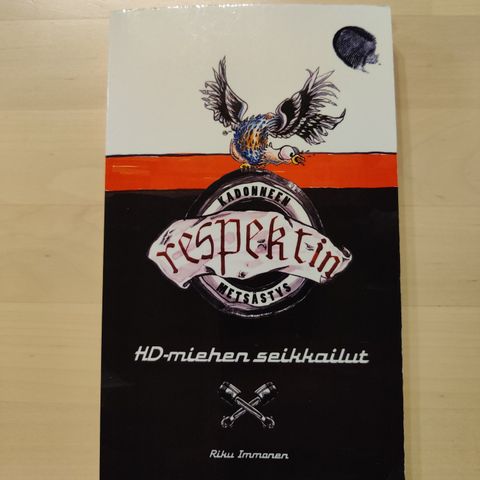 KADONNEEN
respektin
METSÄSTYS
HD-miehen seikkailut
Riku Immonen